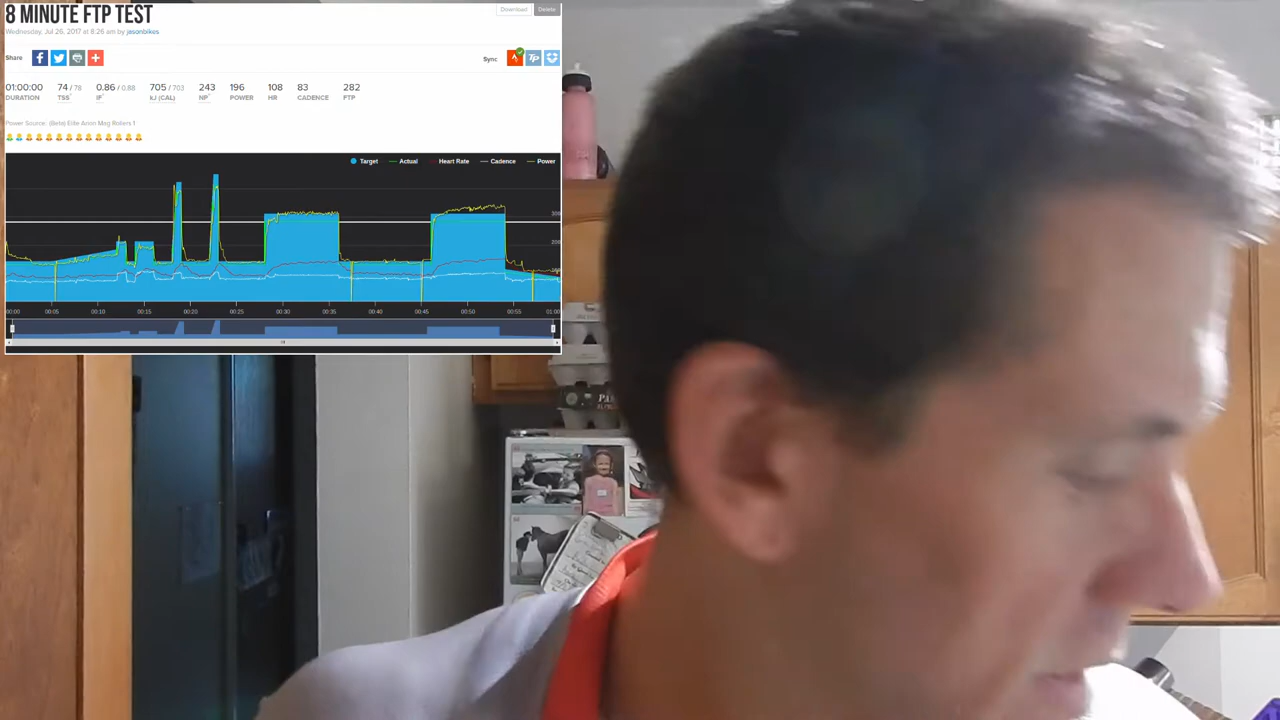 8 MINUTE FTP TEST
Download Delete
Wednesday, Jul 26, 2017 at 8:26 am by jasonbikes
Share
Sync
TP
01:00:00 74 / 78 0.86 / 0.88 705 / 703 243 196 108 83 282
DURATION TSS® IF® kJ (CAL) NP® POWER HR CADENCE FTP
Power Source: (Beta) Elite Arion Mag Rollers 1
Target Actual Heart Rate Cadence Power
300
200
00:00 00:05 00:10 00:15 00:20 00:25 00:30 00:35 00:40 00:45 00:50 00:55 01:00